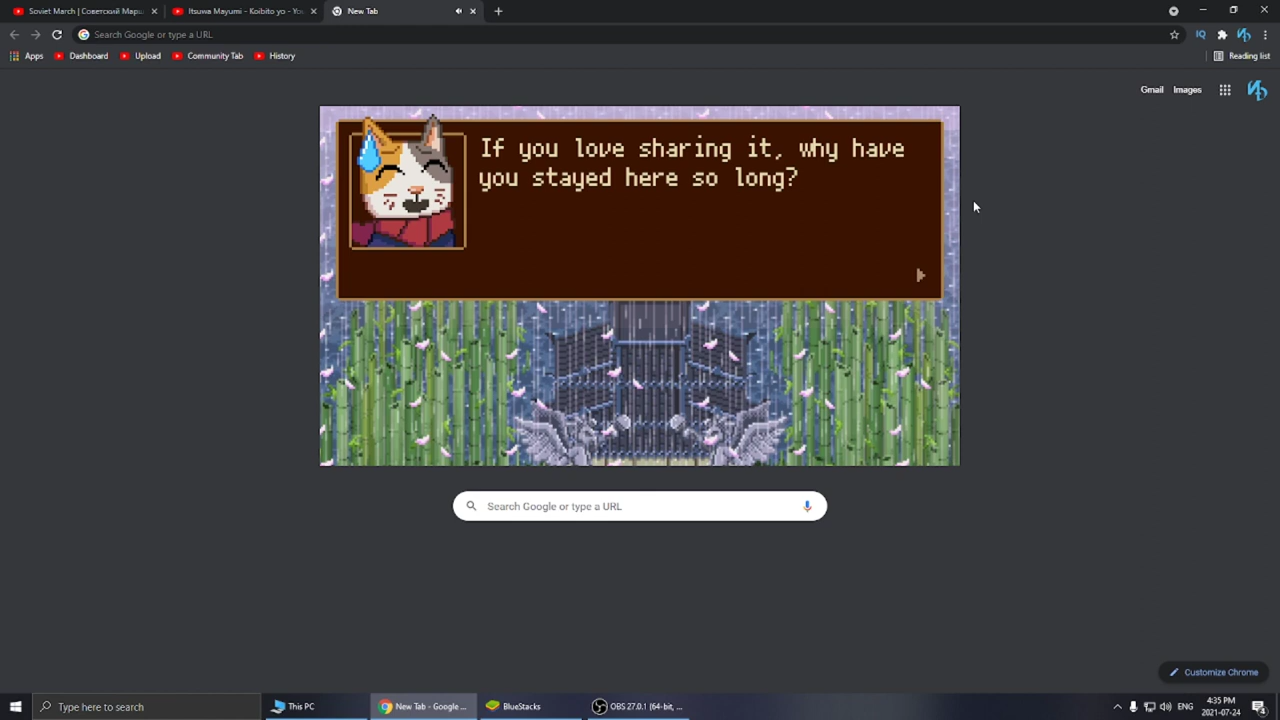 Soviet March | Советский Марш
Itsuwa Mayumi - Koibito yo - Yo
New Tab
Search Google or type a URL
Apps
Dashboard
Upload
Community Tab
History
Reading list
Gmail
Images
If you love sharing it, why have
you stayed here so long?
Search Google or type a URL
Customize Chrome
Type here to search
This PC
New Tab - Google ...
BlueStacks
OBS 27.0.1 (64-bit, ...
ENG
4:35 PM
2021-07-24